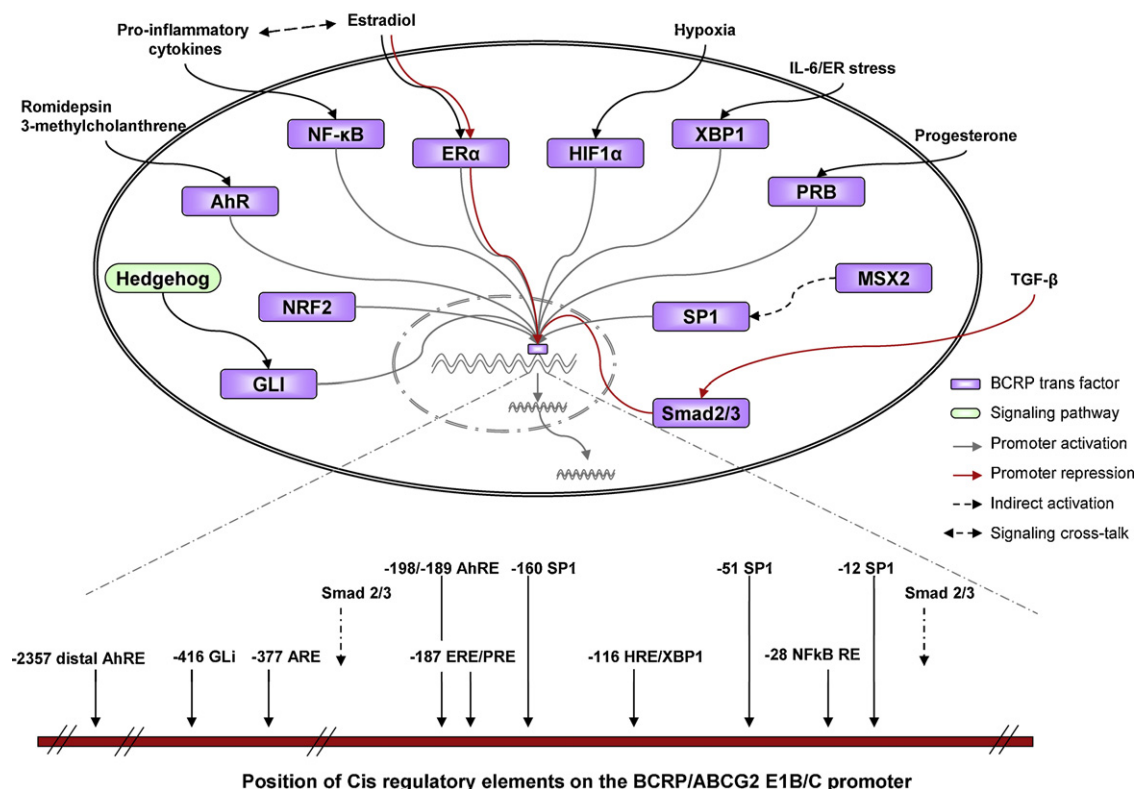 Estradiol
Pro-inflammatory
cytokines
Hypoxia
IL-6/ER stress
Romidepsin
3-methylcholanthrene
Progesterone
NF-κB
ERα
HIF1α
XBP1
AhR
PRB
Hedgehog
MSX2
TGF-β
NRF2
SP1
GLI
Smad2/3
BCRP trans factor
Signaling pathway
Promoter activation
Promoter repression
Indirect activation
Signaling cross-talk
-198/-189 AhRE
-160 SP1
-51 SP1
-12 SP1
Smad 2/3
Smad 2/3
-2357 distal AhRE
-416 GLi
-377 ARE
-187 ERE/PRE
-116 HRE/XBP1
-28 NFkB RE
Position of Cis regulatory elements on the BCRP/ABCG2 E1B/C promoter